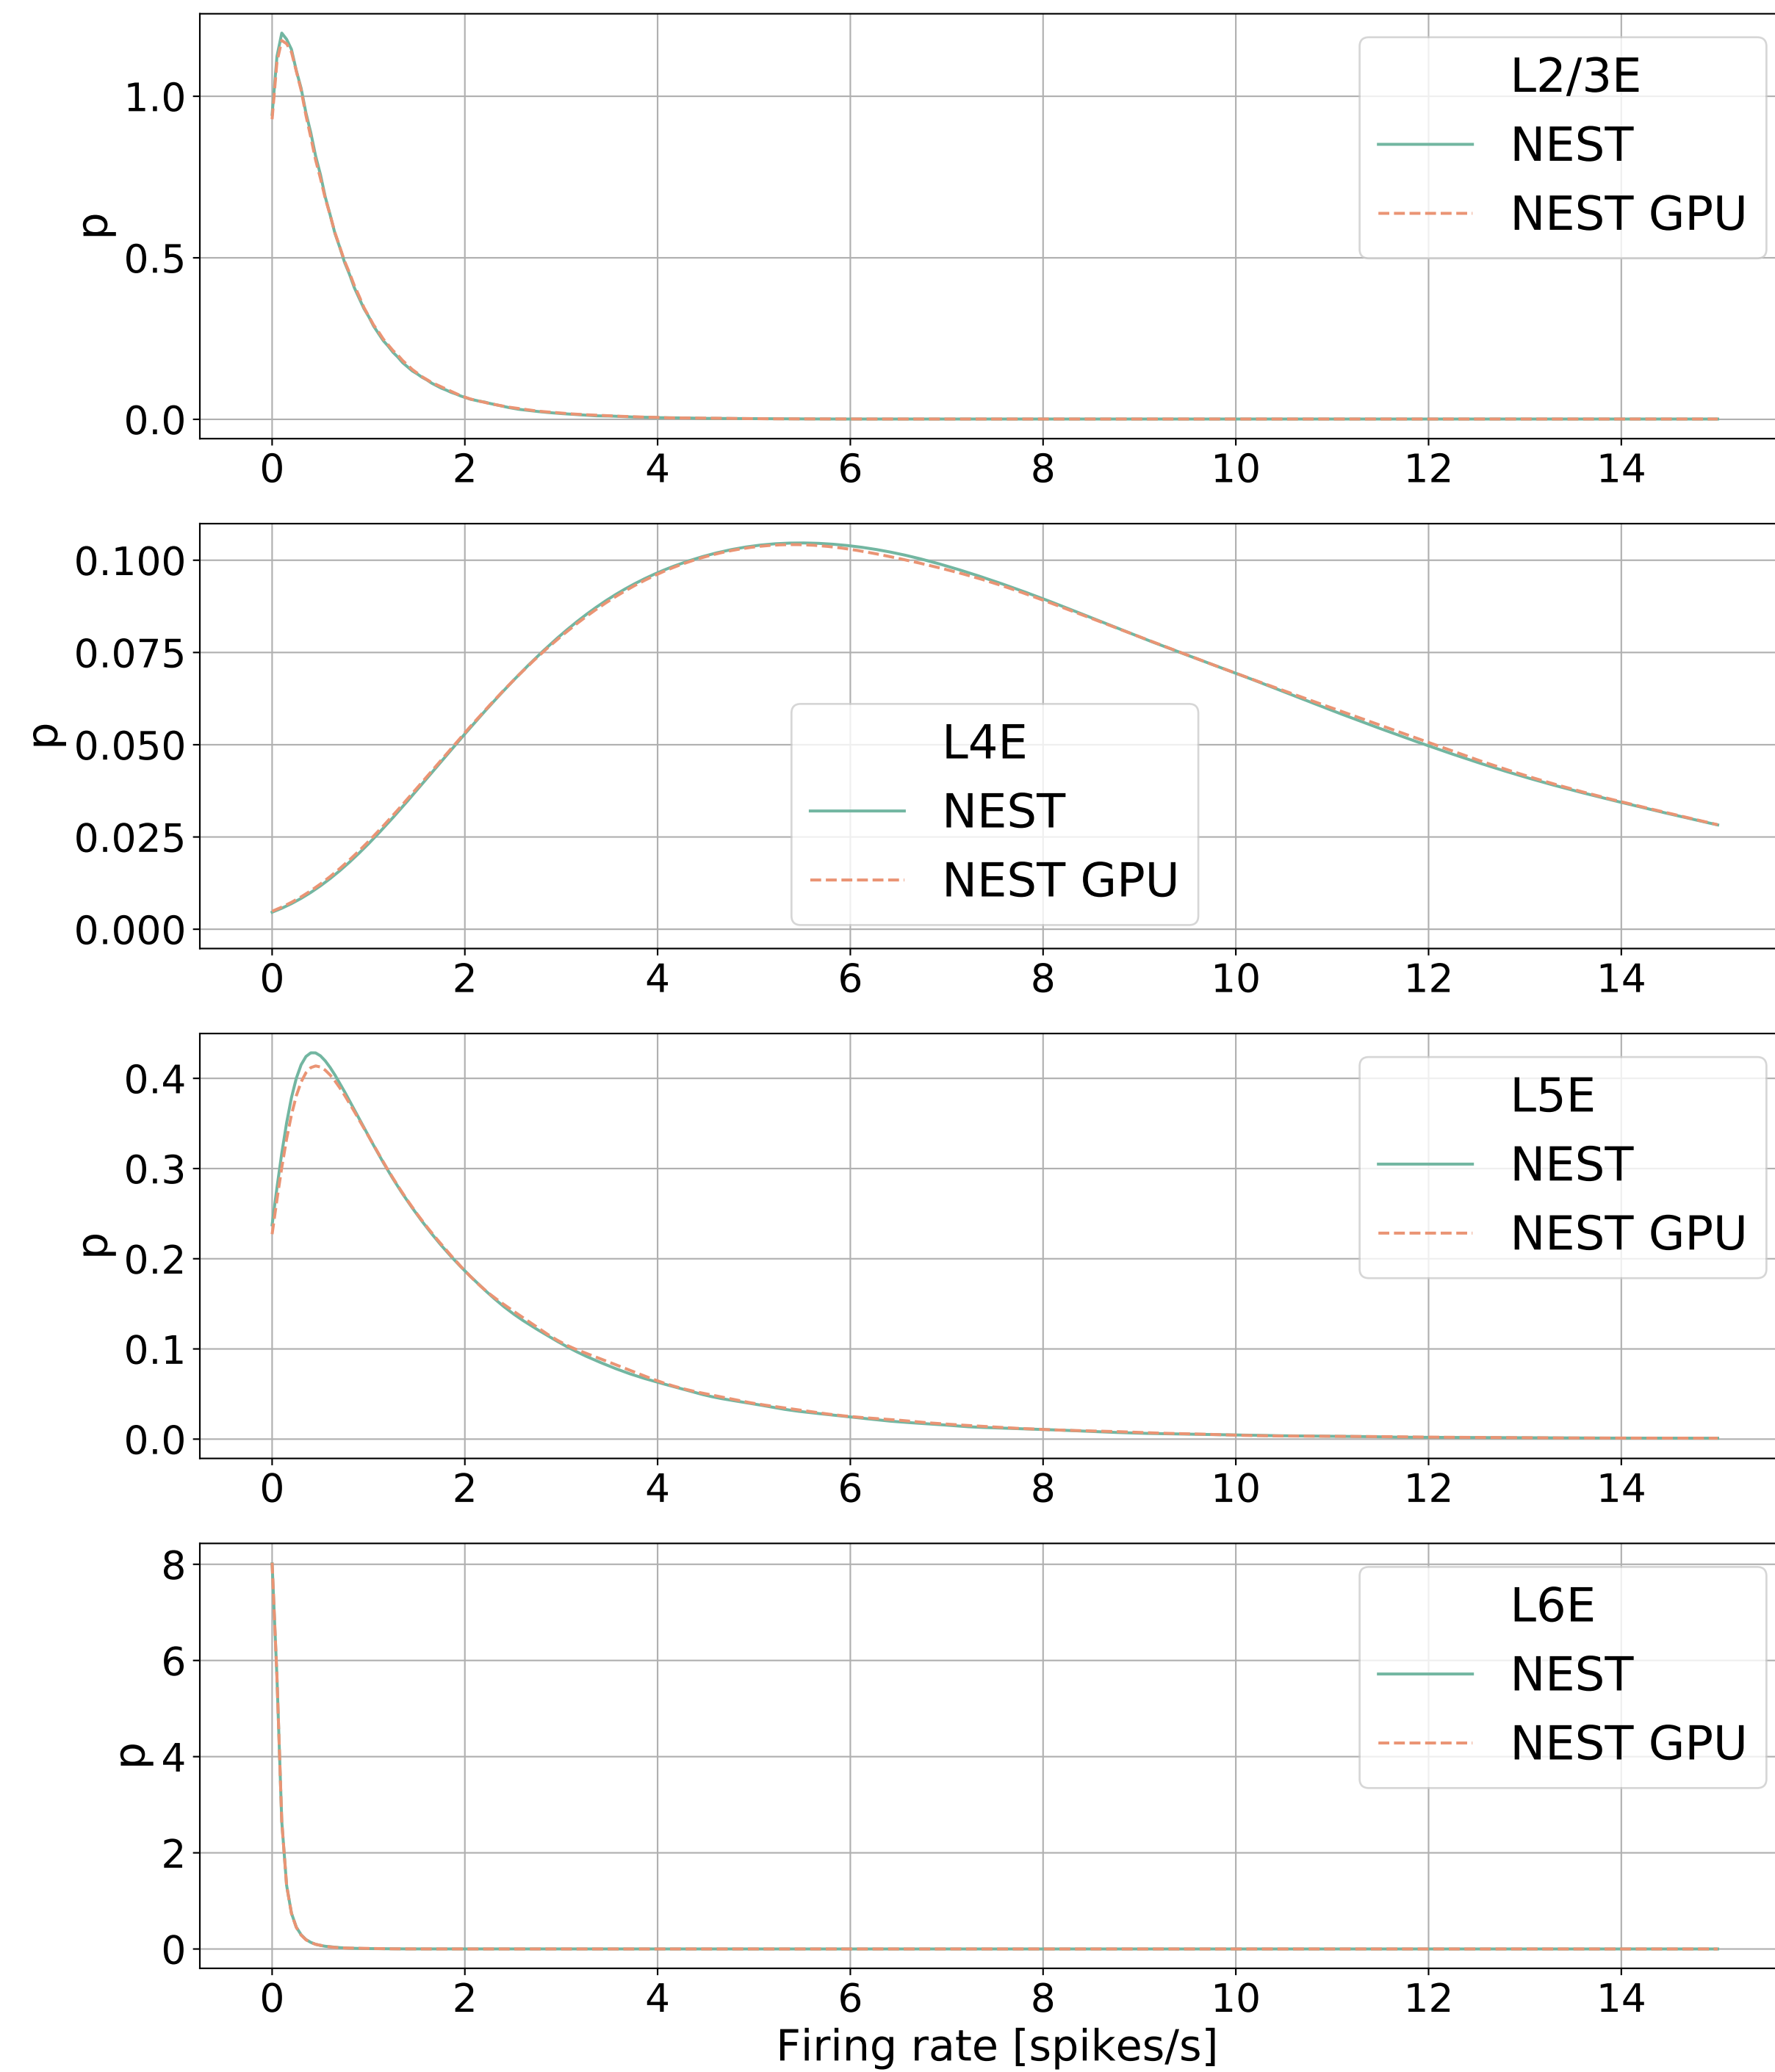 L2/3E
NEST
NEST GPU
p
1.0
0.5
0.0
0 2 4 6 8 10 12 14
L4E
NEST
NEST GPU
p
0.100
0.075
0.050
0.025
0.000
0 2 4 6 8 10 12 14
L5E
NEST
NEST GPU
p
0.4
0.3
0.2
0.1
0.0
0 2 4 6 8 10 12 14
L6E
NEST
NEST GPU
p
8
6
4
2
0
0 2 4 6 8 10 12 14
Firing rate [spikes/s]